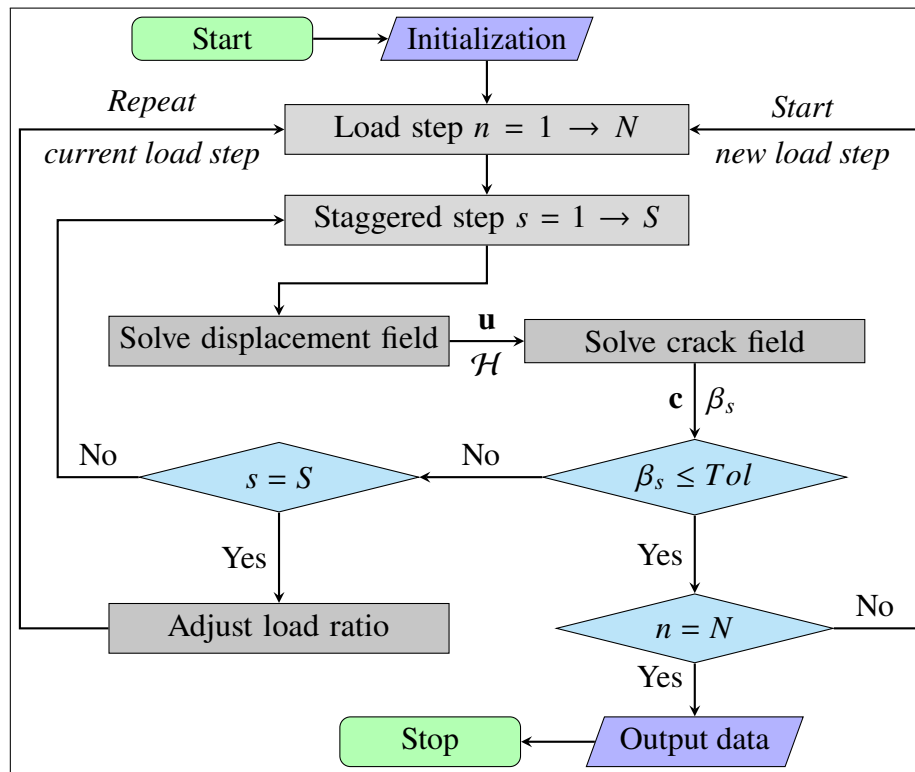 Start
Initialization
Repeat
current load step
Load step n = 1 → N
Start
new load step
Staggered step s = 1 → S
Solve displacement field
u
ℋ
Solve crack field
c β_s
No
s = S
No
β_s ≤ Tol
Yes
Yes
Adjust load ratio
n = N
No
Yes
Stop
Output data